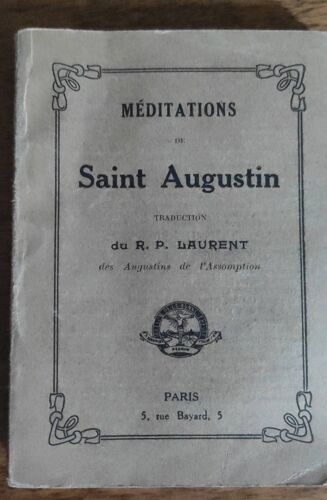 MÉDITATIONS
DE
Saint Augustin
TRADUCTION
du R. P. LAURENT
des Augustins de l'Assomption
PARIS
5, rue Bayard, 5